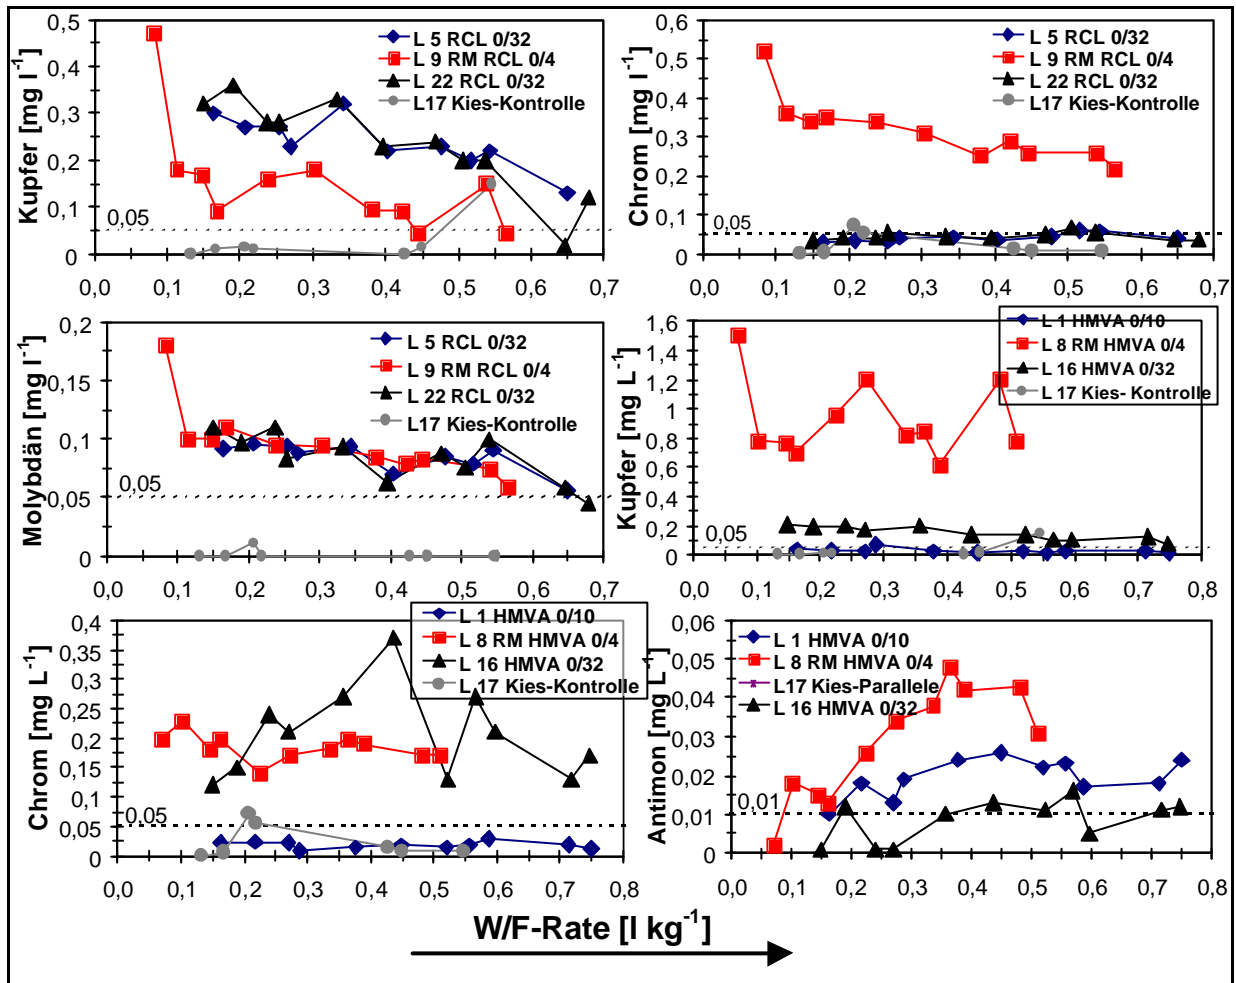 Kupfer [mg l-1]
0,5
0,4
0,3
0,2
0,1
0
0,05
L 5 RCL 0/32
L 9 RM RCL 0/4
L 22 RCL 0/32
L17 Kies-Kontrolle
0,0 0,1 0,2 0,3 0,4 0,5 0,6 0,7
Chrom [mg l-1]
0,6
0,5
0,4
0,3
0,2
0,1
0
0,05
L 5 RCL 0/32
L 9 RM RCL 0/4
L 22 RCL 0/32
L17 Kies-Kontrolle
0,0 0,1 0,2 0,3 0,4 0,5 0,6 0,7
Molybdän [mg l-1]
0,2
0,15
0,1
0,05
0
0,05
L 5 RCL 0/32
L 9 RM RCL 0/4
L 22 RCL 0/32
L17 Kies-Kontrolle
0,0 0,1 0,2 0,3 0,4 0,5 0,6 0,7
Kupfer [mg L-1]
1,6
1,4
1,2
1
0,8
0,6
0,4
0,2
0
0,05
L 1 HMVA 0/10
L 8 RM HMVA 0/4
L 16 HMVA 0/32
L 17 Kies- Kontrolle
0,0 0,1 0,2 0,3 0,4 0,5 0,6 0,7 0,8
Chrom [mg L-1]
0,4
0,35
0,3
0,25
0,2
0,15
0,1
0,05
0
0,05
L 1 HMVA 0/10
L 8 RM HMVA 0/4
L 16 HMVA 0/32
L 17 Kies-Kontrolle
0,0 0,1 0,2 0,3 0,4 0,5 0,6 0,7 0,8
Antimon [mg L-1]
0,06
0,05
0,04
0,03
0,02
0,01
0
0,01
L 1 HMVA 0/10
L 8 RM HMVA 0/4
L17 Kies-Parallele
L 16 HMVA 0/32
0,0 0,1 0,2 0,3 0,4 0,5 0,6 0,7 0,8
W/F-Rate [l kg-1]